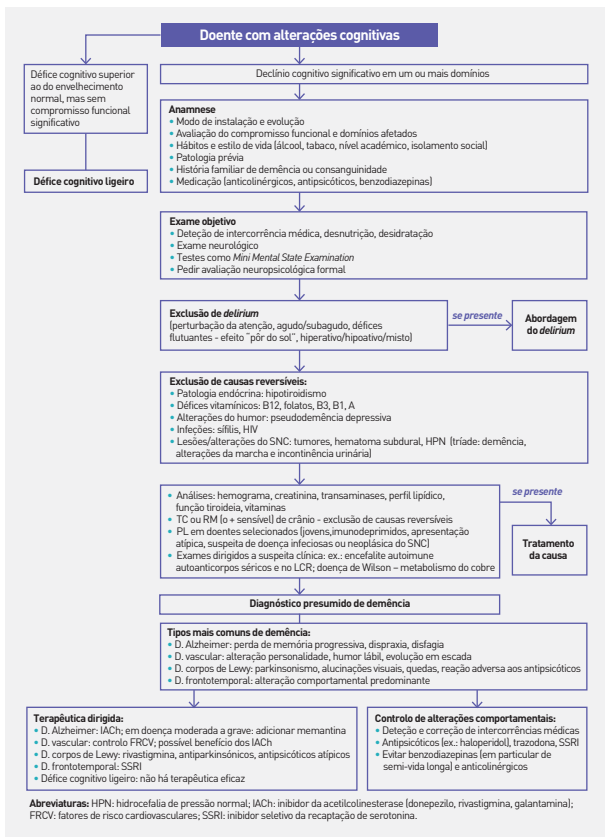 Doente com alterações cognitivas
Défice cognitivo superior
ao do envelhecimento
normal, mas sem
compromisso funcional
significativo
Défice cognitivo ligeiro
Declínio cognitivo significativo em um ou mais domínios
Anamnese
• Modo de instalação e evolução
• Avaliação do compromisso funcional e domínios afetados
• Hábitos e estilo de vida (álcool, tabaco, nível académico, isolamento social)
• Patologia prévia
• História familiar de demência ou consanguinidade
• Medicação (anticolinérgicos, antipsicóticos, benzodiazepinas)
Exame objetivo
• Deteção de intercorrência médica, desnutrição, desidratação
• Exame neurológico
• Testes como Mini Mental State Examination
• Pedir avaliação neuropsicológica formal
Exclusão de delirium
(perturbação da atenção, agudo/subagudo, défices
flutuantes - efeito "pôr do sol", hiperativo/hipoativo/misto)
se presente
Abordagem
do delirium
Exclusão de causas reversíveis:
• Patologia endócrina: hipotiroidismo
• Défices vitamínicos: B12, folatos, B3, B1, A
• Alterações do humor: pseudodemência depressiva
• Infeções: sífilis, HIV
• Lesões/alterações do SNC: tumores, hematoma subdural, HPN (tríade: demência,
alterações da marcha e incontinência urinária)
• Análises: hemograma, creatinina, transaminases, perfil lipídico,
função tiroideia, vitaminas
• TC ou RM (o + sensível) de crânio - exclusão de causas reversíveis
• PL em doentes selecionados (jovens,imunodeprimidos, apresentação
atípica, suspeita de doença infeciosas ou neoplásica do SNC)
• Exames dirigidos a suspeita clínica: ex.: encefalite autoimune
autoanticorpos séricos e no LCR; doença de Wilson – metabolismo do cobre
se presente
Tratamento
da causa
Diagnóstico presumido de demência
Tipos mais comuns de demência:
• D. Alzheimer: perda de memória progressiva, dispraxia, disfagia
• D. vascular: alteração personalidade, humor lábil, evolução em escada
• D. corpos de Lewy: parkinsonismo, alucinações visuais, quedas, reação adversa aos antipsicóticos
• D. frontotemporal: alteração comportamental predominante
Terapêutica dirigida:
• D. Alzheimer: IACh; em doença moderada a grave: adicionar memantina
• D. vascular: controlo FRCV; possível benefício dos IACh
• D. corpos de Lewy: rivastigmina, antiparkinsónicos, antipsicóticos atípicos
• D. frontotemporal: SSRI
• Défice cognitivo ligeiro: não há terapêutica eficaz
Controlo de alterações comportamentais:
• Deteção e correção de intercorrências médicas
• Antipsicóticos (ex.: haloperidol), trazodona, SSRI
• Evitar benzodiazepinas (em particular de
semi-vida longa) e anticolinérgicos
Abreviaturas: HPN: hidrocefalia de pressão normal; IACh: inibidor da acetilcolinesterase (donepezilo, rivastigmina, galantamina);
FRCV: fatores de risco cardiovasculares; SSRI: inibidor seletivo da recaptação de serotonina.